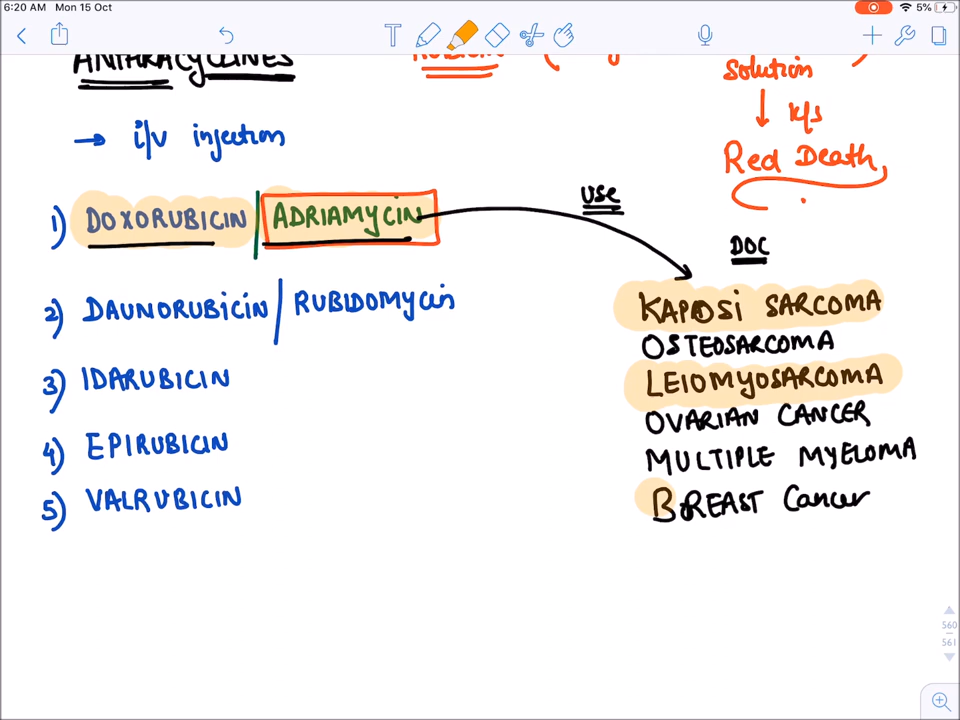 6:20 AM Mon 15 Oct
5%
T
ANTHRACYCLINES
Solution
→ i/v injection
↓ k/s
Red Death
1) DOXORUBICIN / ADRIAMYCIN
USE
DOC
2) DAUNORUBICIN / RUBIDOMYCIN
3) IDARUBICIN
4) EPIRUBICIN
5) VALRUBICIN
KAPOSI SARCOMA
OSTEOSARCOMA
LEIOMYOSARCOMA
OVARIAN CANCER
MULTIPLE MYELOMA
BREAST Cancer
560
561